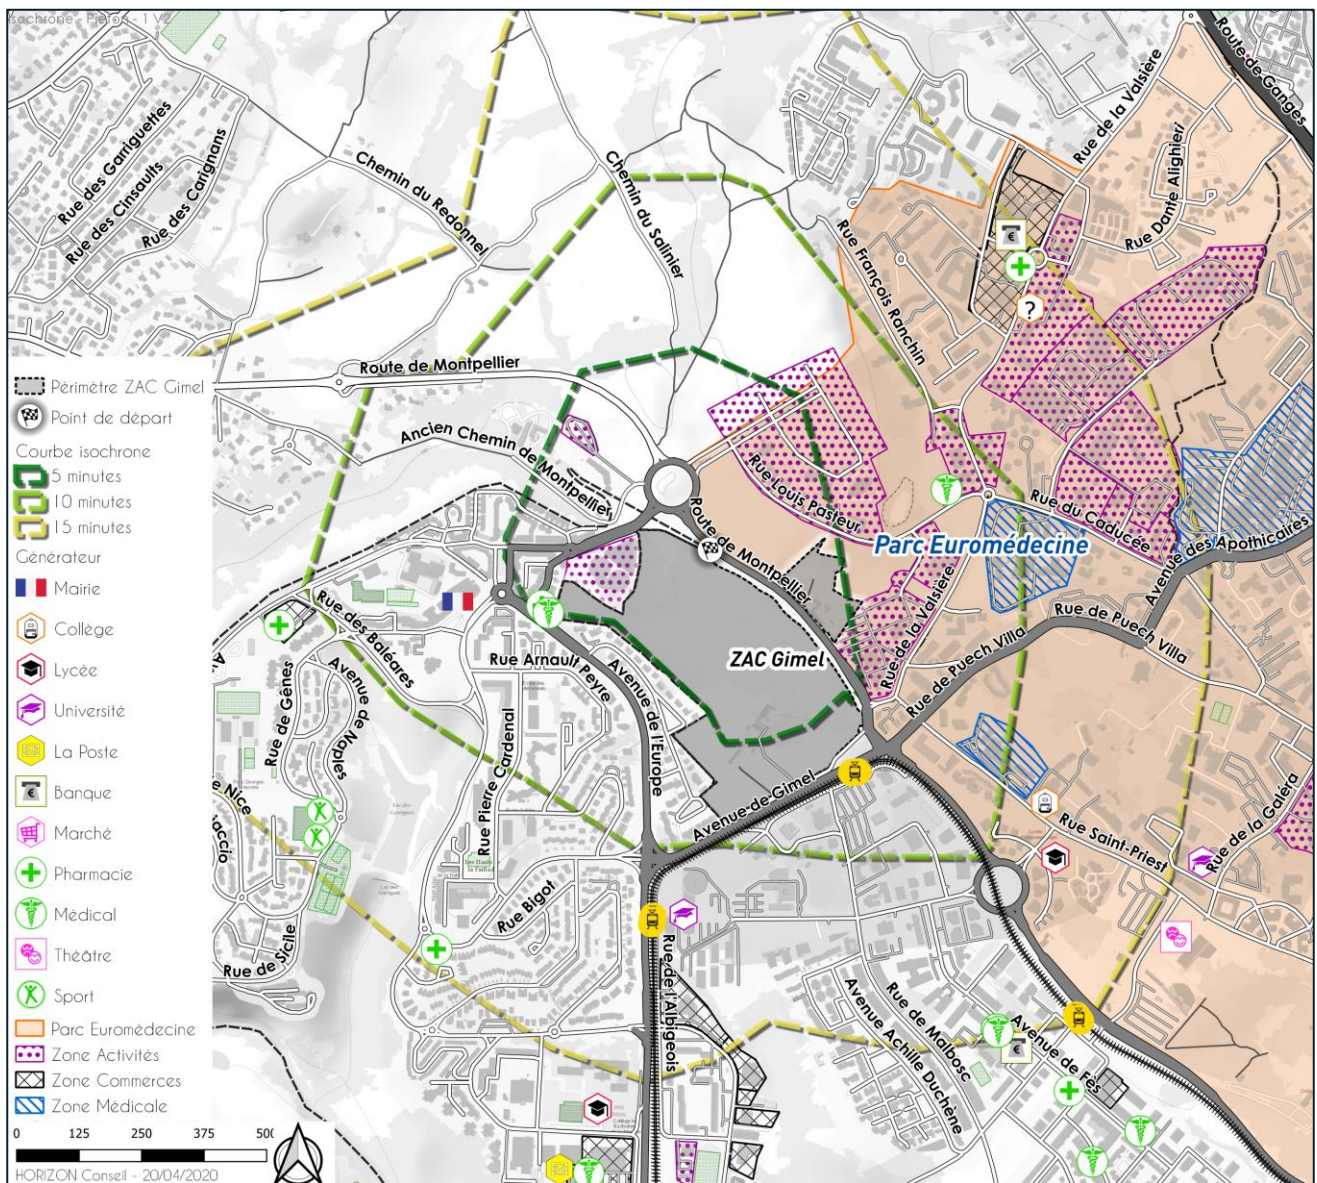 Isochrone - Piéton - 1 V2
Route de Ganges
Rue de la Valsière
Rue des Garriguettes
Rue des Cinsaults
Rue des Carignans
Chemin du Redonnel
Chemin du Salinier
Rue Dante Alighieri
Rue François Ranchin
?
Route de Montpellier
Ancien Chemin de Montpellier
Rue Louis Pasteur
Route de Montpellier
Rue du Caducée
Avenue des Apothicaires
Parc Euromédecine
Rue de la Valsière
Rue de Puech Villa
Rue de Puech Villa
ZAC Gimel
Rue des Baléares
Rue Arnault Peyre
Avenue de l'Europe
Avenue de Naples
Rue de Gênes
Rue Pierre Cardenal
Avenue de Gimel
Rue Saint-Priest
Rue de la Galéra
e Nice
Rue Bigot
Rue de Sicile
Rue de l'Albigeois
Rue de Malbosc
Avenue Achille Duchène
Avenue de Fès
Lac des Garrigues
Périmètre ZAC Gimel
Point de départ
Courbe isochrone
5 minutes
10 minutes
15 minutes
Générateur
Mairie
Collège
Lycée
Université
La Poste
Banque
Marché
Pharmacie
Médical
Théâtre
Sport
Parc Euromédecine
Zone Activités
Zone Commerces
Zone Médicale
0 125 250 375 500
HORIZON Conseil - 20/04/2020